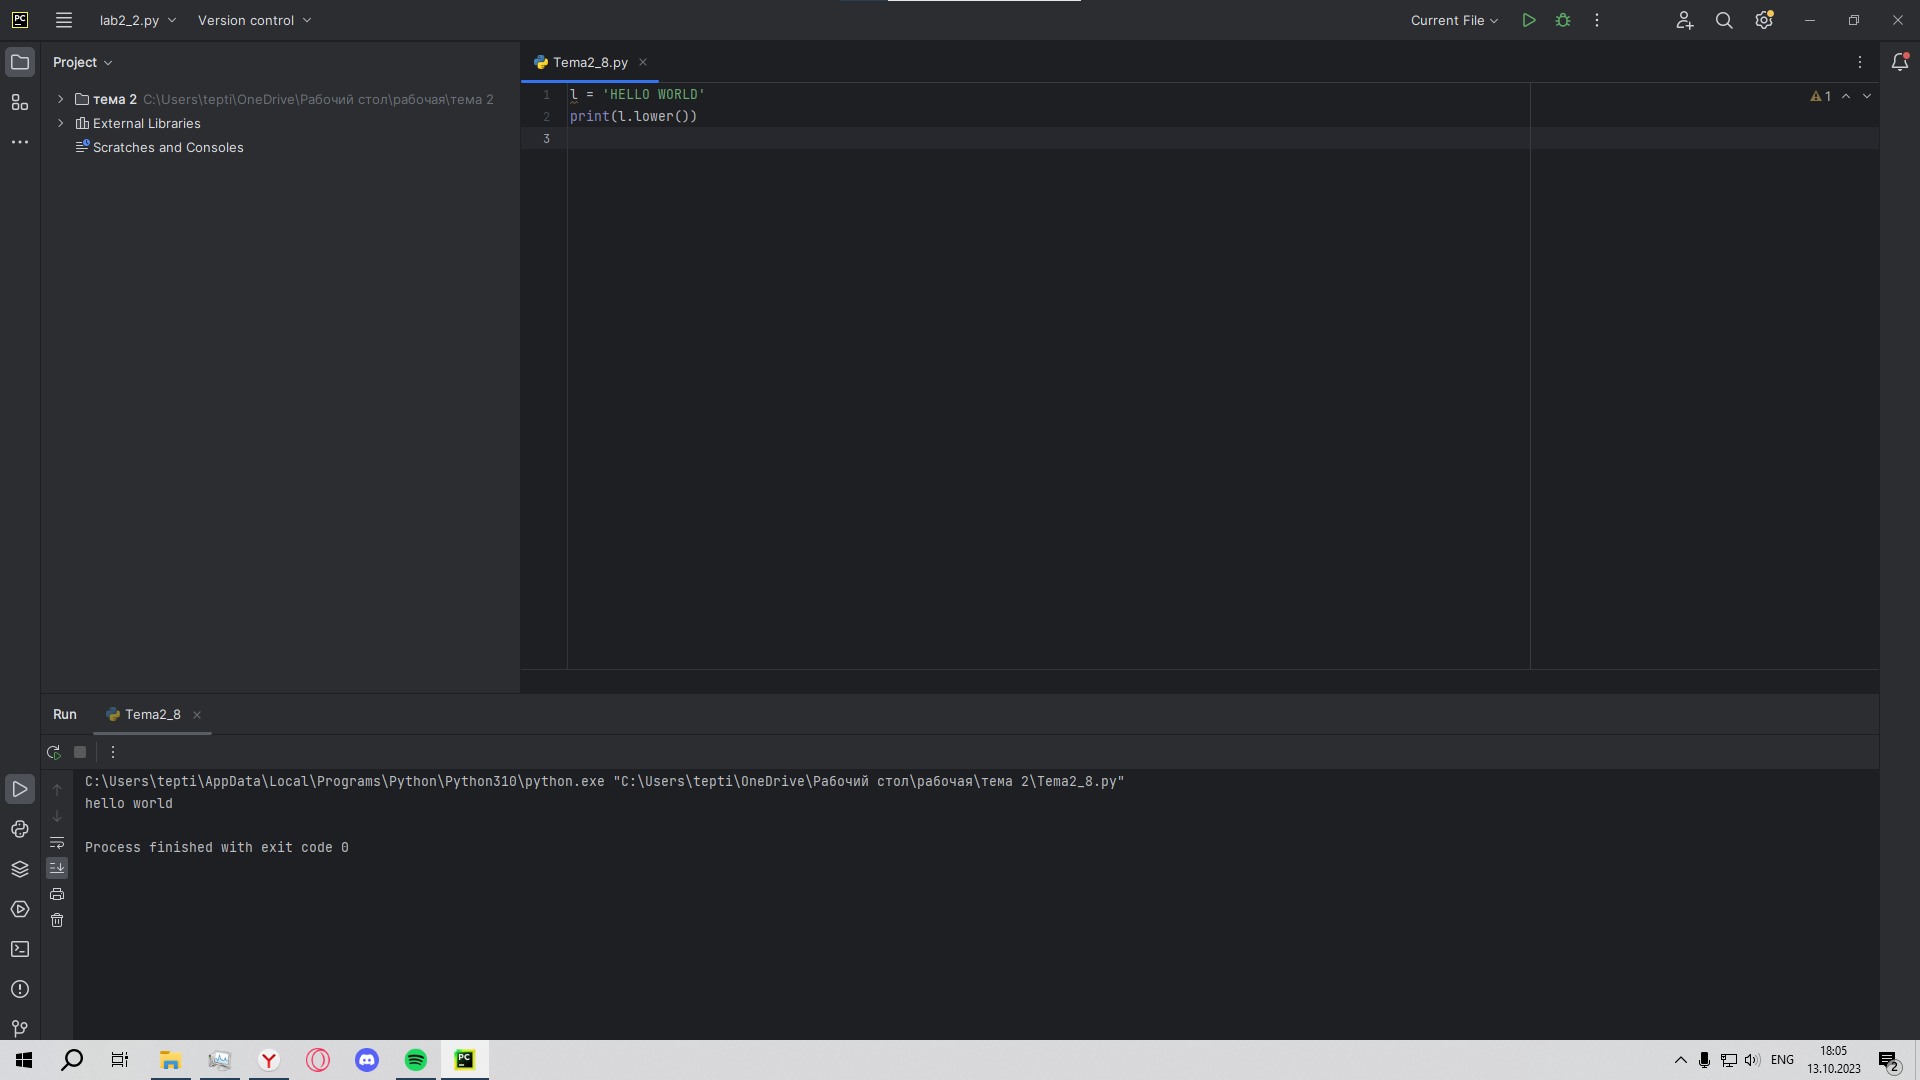 PC lab2_2.py Version control Current File
Project
Tema2_8.py
тема 2 C:\Users\tepti\OneDrive\Рабочий стол\рабочая\тема 2
External Libraries
Scratches and Consoles
1 l = 'HELLO WORLD'
2 print(l.lower())
3
1
Run Tema2_8
C:\Users\tepti\AppData\Local\Programs\Python\Python310\python.exe "C:\Users\tepti\OneDrive\Рабочий стол\рабочая\тема 2\Tema2_8.py"
hello world
Process finished with exit code 0
PC
ENG
18:05
13.10.2023
2